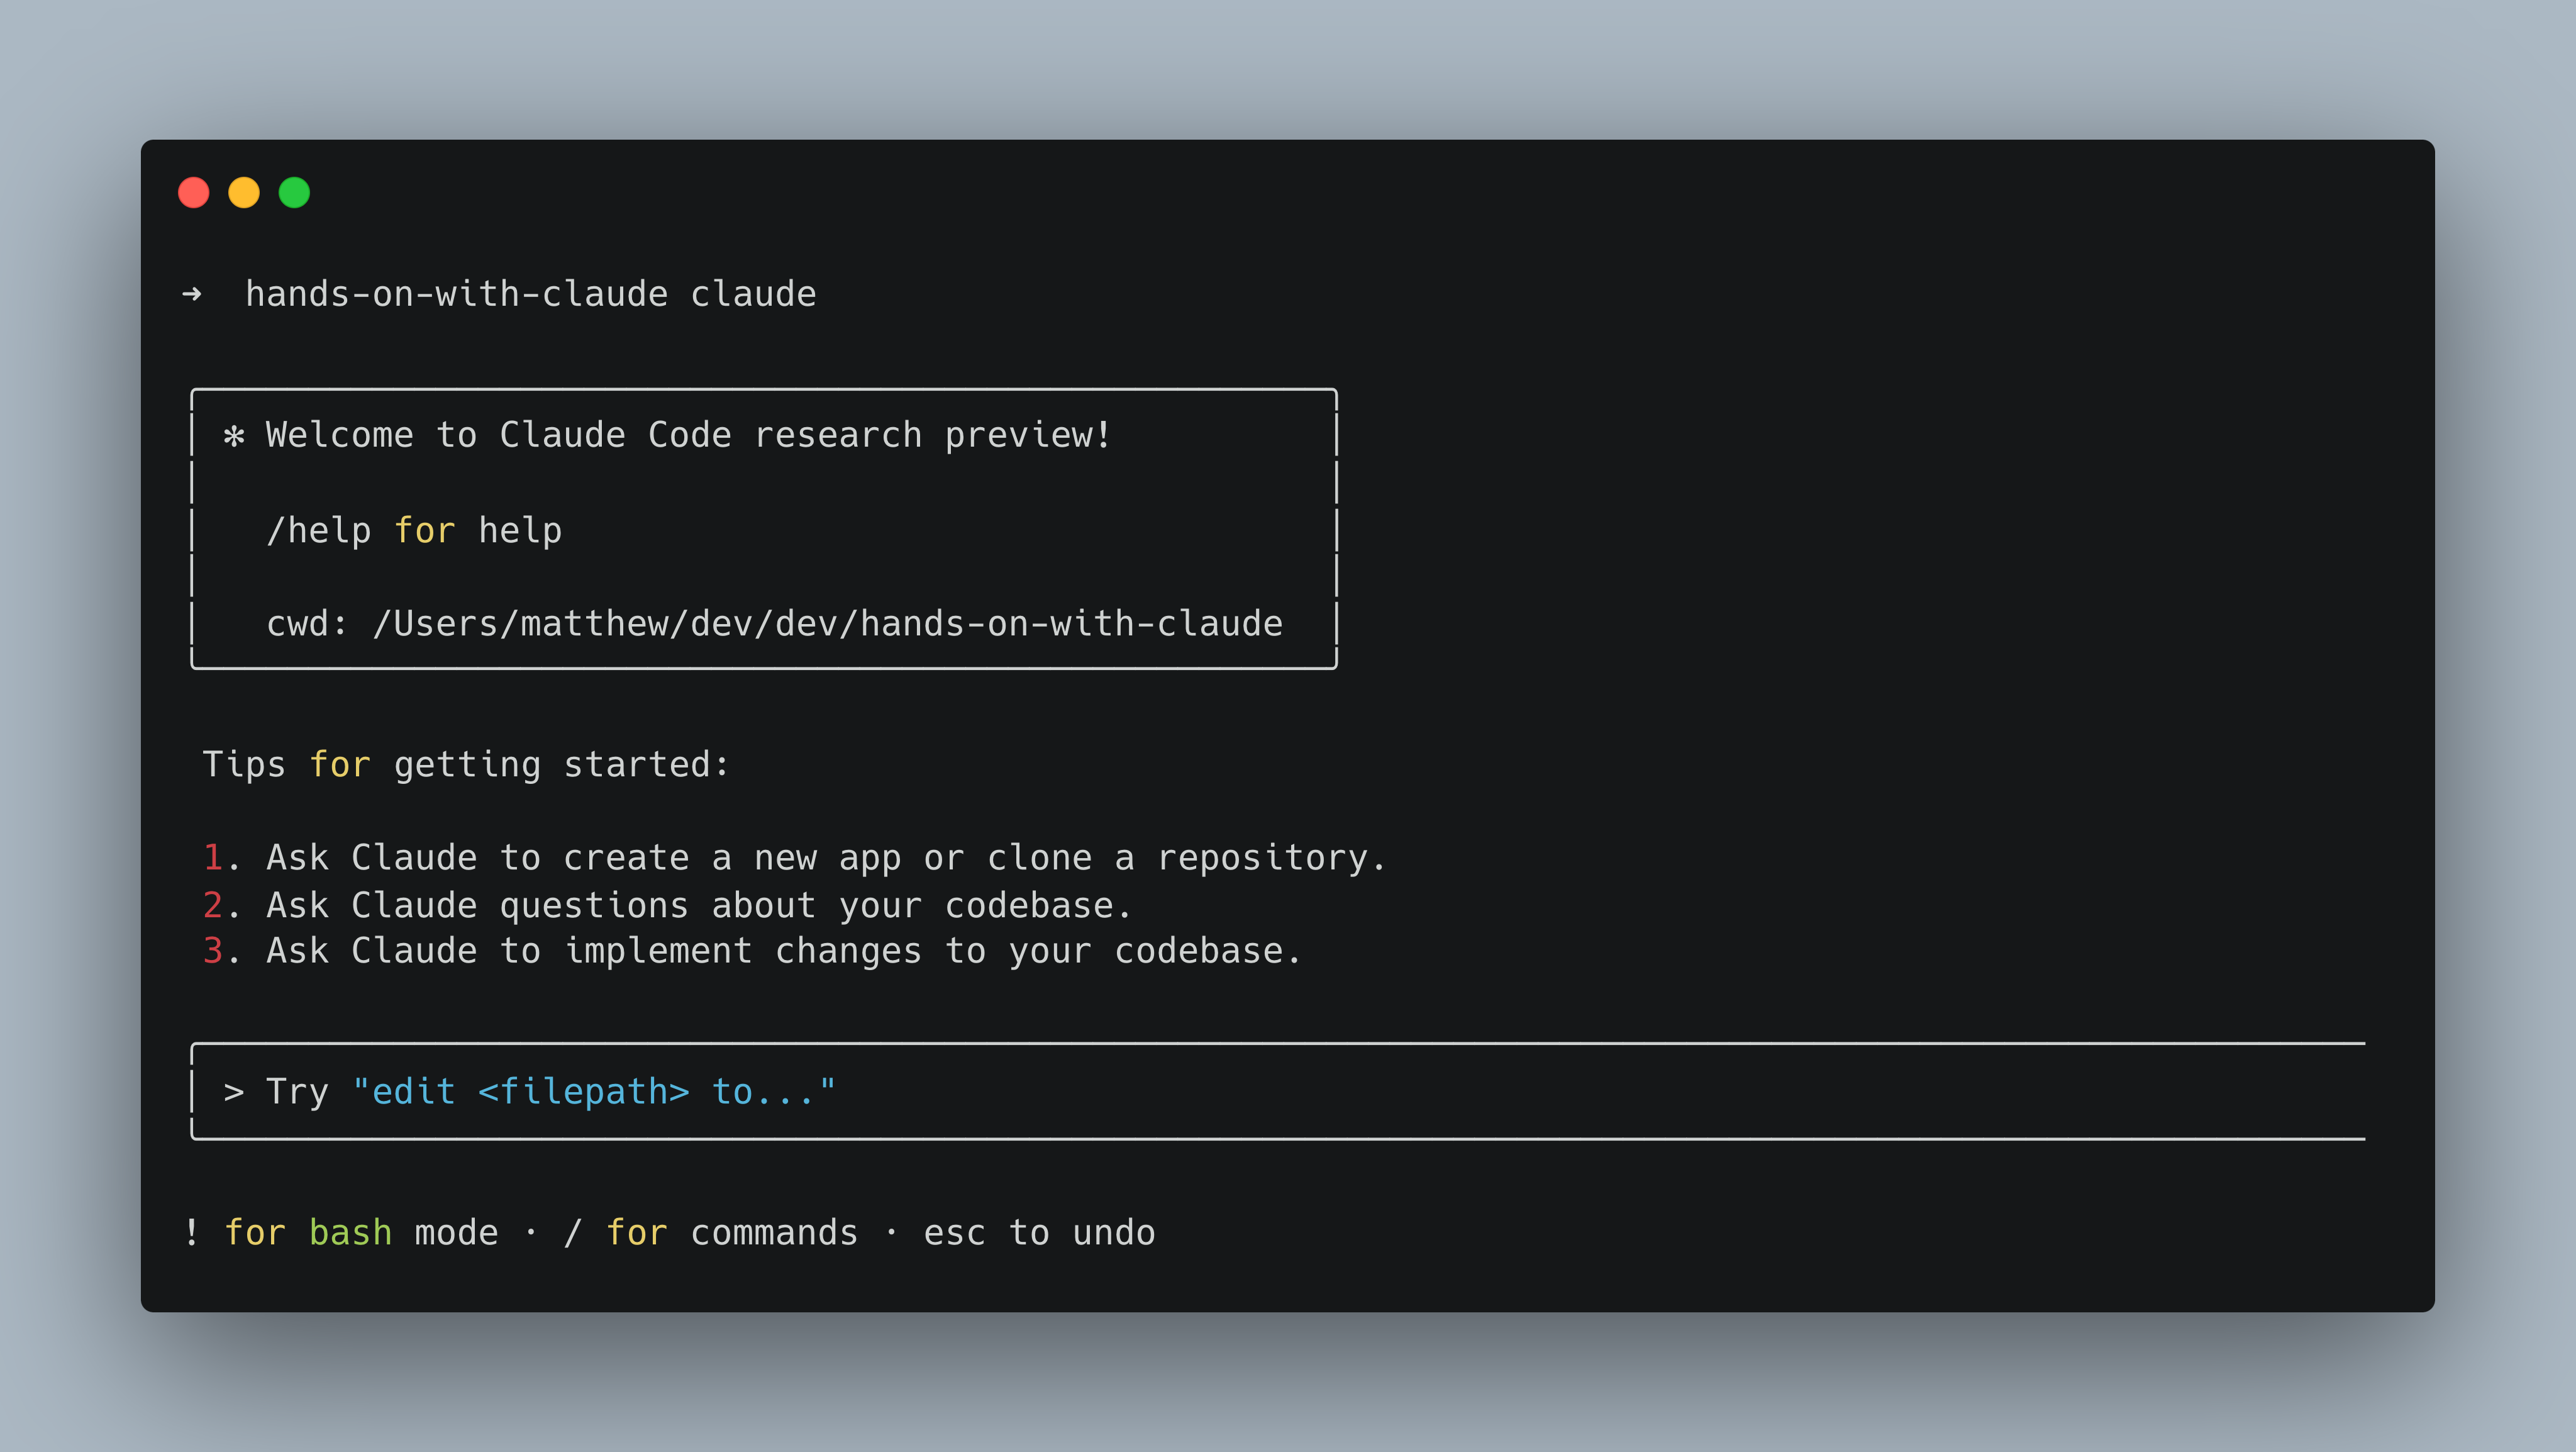 ➜  hands-on-with-claude claude
✻ Welcome to Claude Code research preview!
/help for help
cwd: /Users/matthew/dev/dev/hands-on-with-claude
Tips for getting started:
1. Ask Claude to create a new app or clone a repository.
2. Ask Claude questions about your codebase.
3. Ask Claude to implement changes to your codebase.
> Try "edit <filepath> to..."
! for bash mode · / for commands · esc to undo